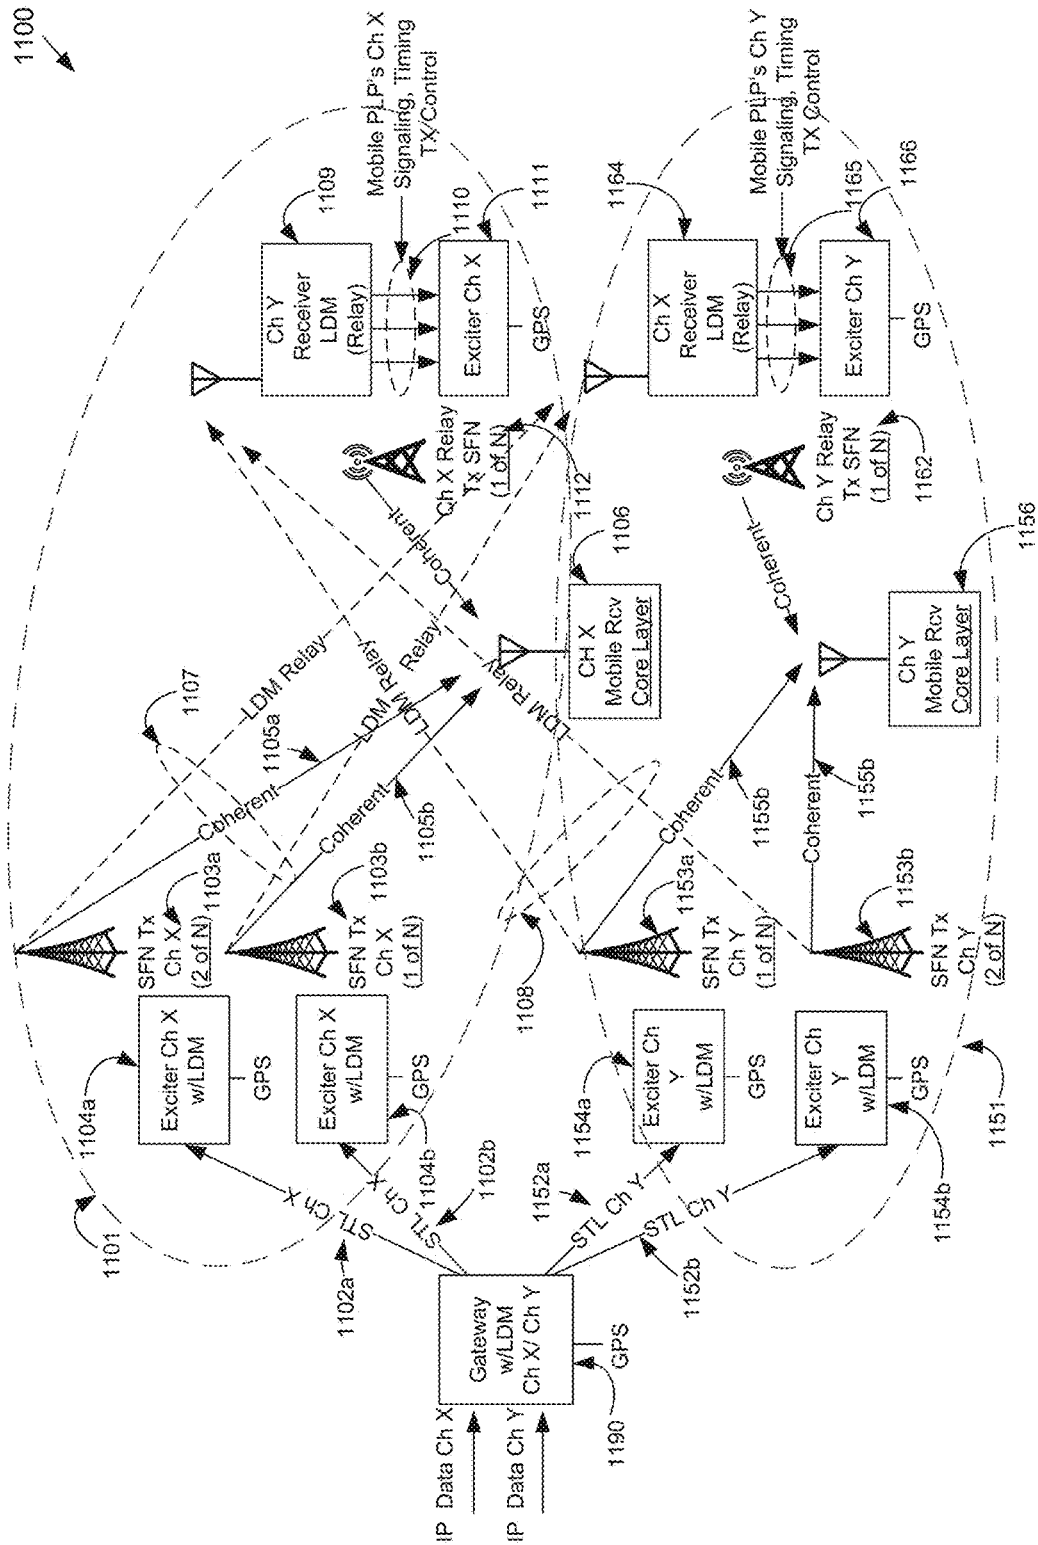 1100
Mobile PLP's Ch X
Signaling, Timing
TX/Control
1109
1110
1111
Ch Y
Receiver
LDM
(Relay)
Exciter Ch X
GPS
Ch X Relay
Tx SFN
(1 of N)
1112
Mobile PLP's Ch Y
Signaling, Timing
TX Control
1164
1165
1166
Ch X
Receiver
LDM
(Relay)
Exciter Ch Y
GPS
Ch Y Relay
Tx SFN
(1 of N)
1162
Coherent
Coherent
1106
CH X
Mobile Rcv
Core Layer
1156
Ch Y
Mobile Rcv
Core Layer
LDM Relay
LDM Relay
LDM Relay
LDM Relay
Relay
1107
1105a
Coherent
Coherent
1105b
1108
Coherent
1155b
Coherent
1155b
SFN Tx
Ch X
(2 of N)
1103a
SFN Tx
Ch X
(1 of N)
1103b
SFN Tx
Ch Y
(1 of N)
1153a
SFN Tx
Ch Y
(2 of N)
1153b
1104a
Exciter Ch X
w/LDM
GPS
Exciter Ch X
w/LDM
GPS
1104b
1154a
Exciter Ch
Y
w/LDM
GPS
Exciter Ch
Y
w/LDM
GPS
1154b
1151
1101
STL Ch X
1102a
STL Ch X
1102b
STL Ch Y
1152a
STL Ch Y
1152b
Gateway
w/LDM
Ch X/ Ch Y
GPS
1190
IP Data Ch X
IP Data Ch Y